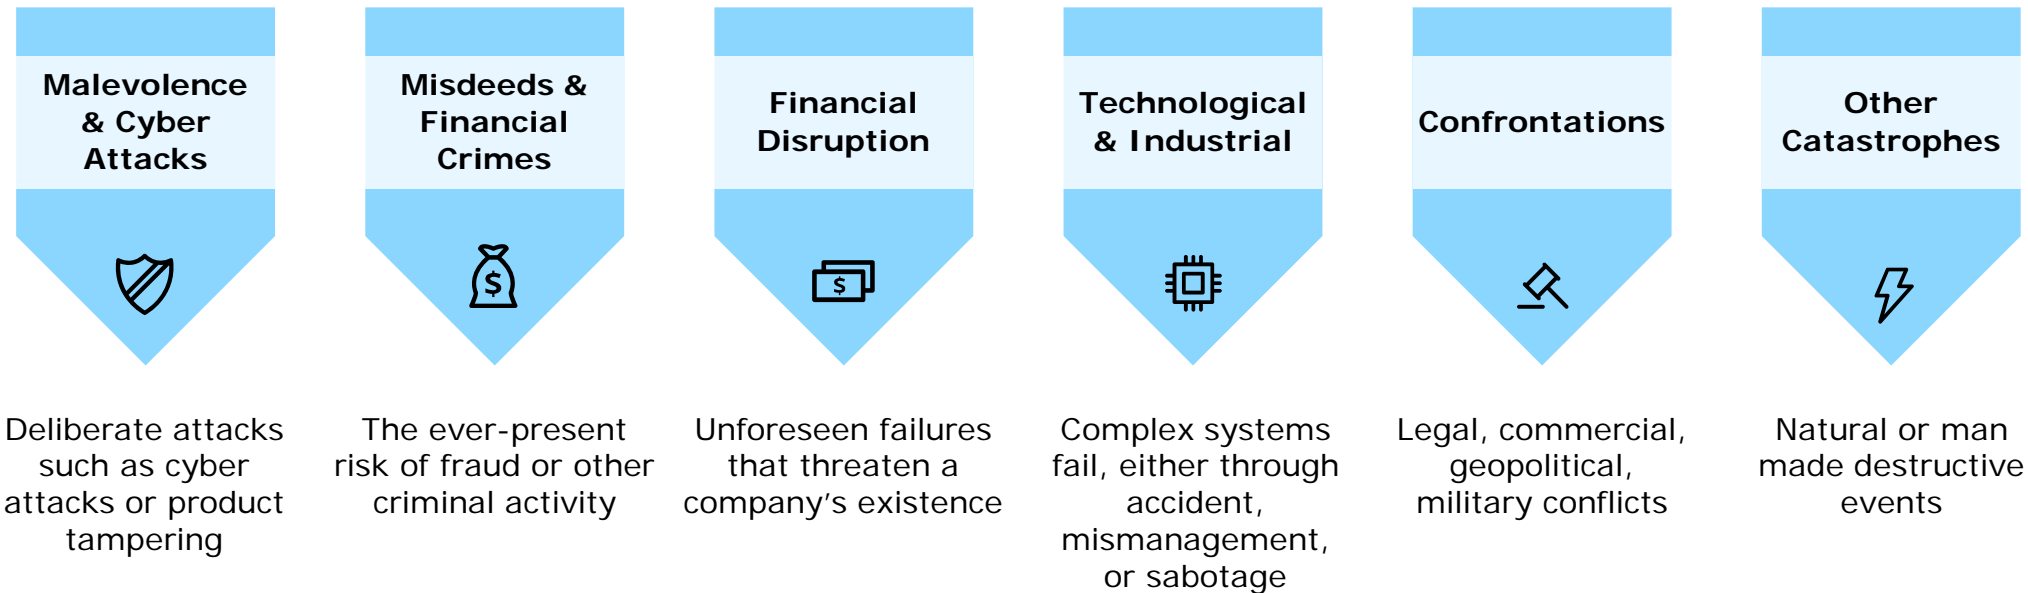 Malevolence
& Cyber
Attacks
Misdeeds &
Financial
Crimes
Financial
Disruption
Technological
& Industrial
Confrontations
Other
Catastrophes
$
$
Deliberate attacks
such as cyber
attacks or product
tampering
The ever-present
risk of fraud or other
criminal activity
Unforeseen failures
that threaten a
company’s existence
Complex systems
fail, either through
accident,
mismanagement,
or sabotage
Legal, commercial,
geopolitical,
military conflicts
Natural or man
made destructive
events